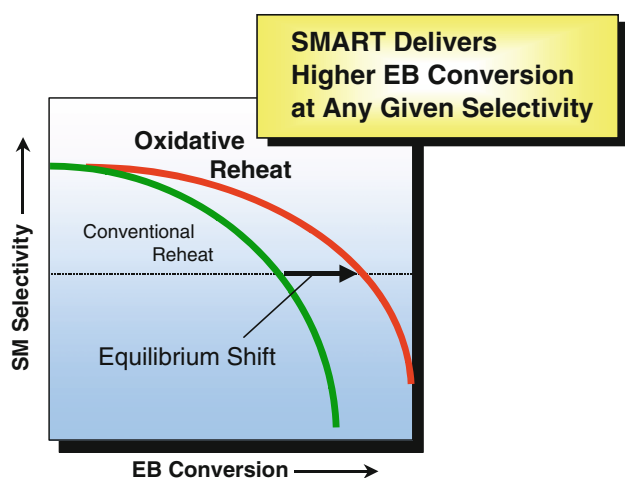 SMART Delivers
Higher EB Conversion
at Any Given Selectivity
Oxidative
Reheat
Conventional
Reheat
Equilibrium Shift
SM Selectivity
EB Conversion